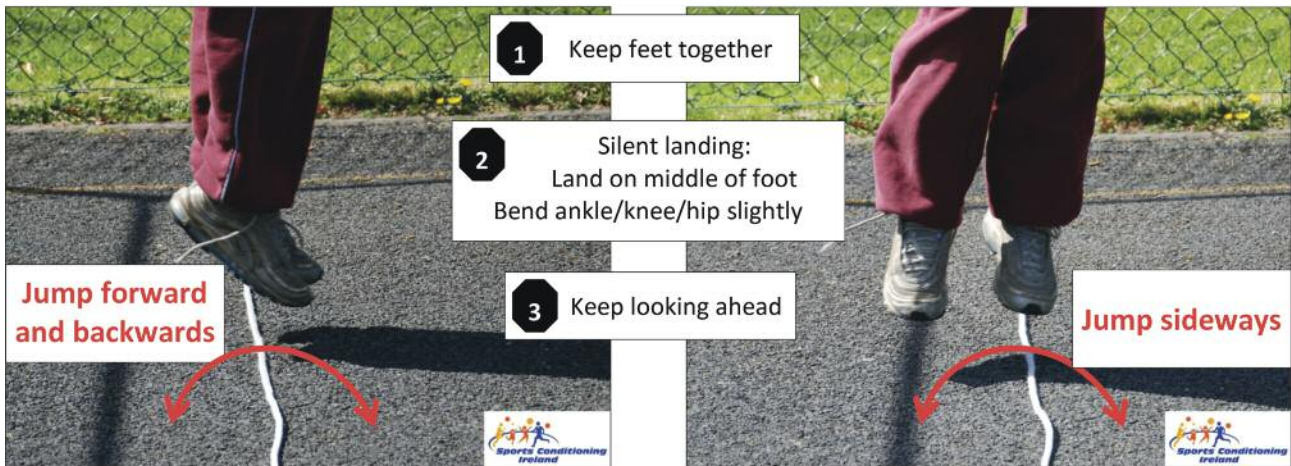 1 Keep feet together
2 Silent landing:
Land on middle of foot
Bend ankle/knee/hip slightly
3 Keep looking ahead
Jump forward
and backwards
Jump sideways
Sports Conditioning
Ireland
Sports Conditioning
Ireland